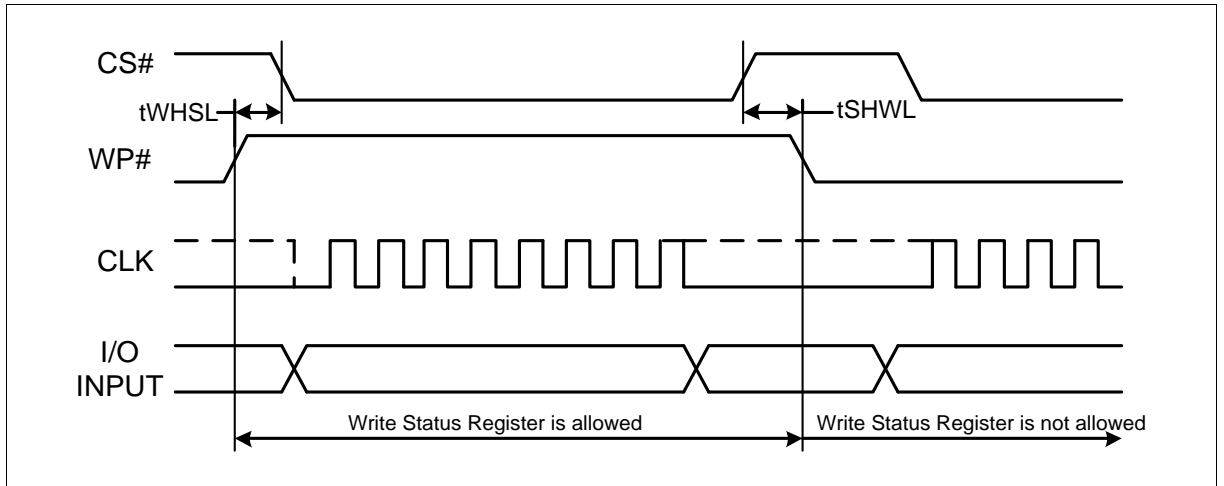 CS#
tWHSL
tSHWL
WP#
CLK
I/O
INPUT
Write Status Register is allowed
Write Status Register is not allowed